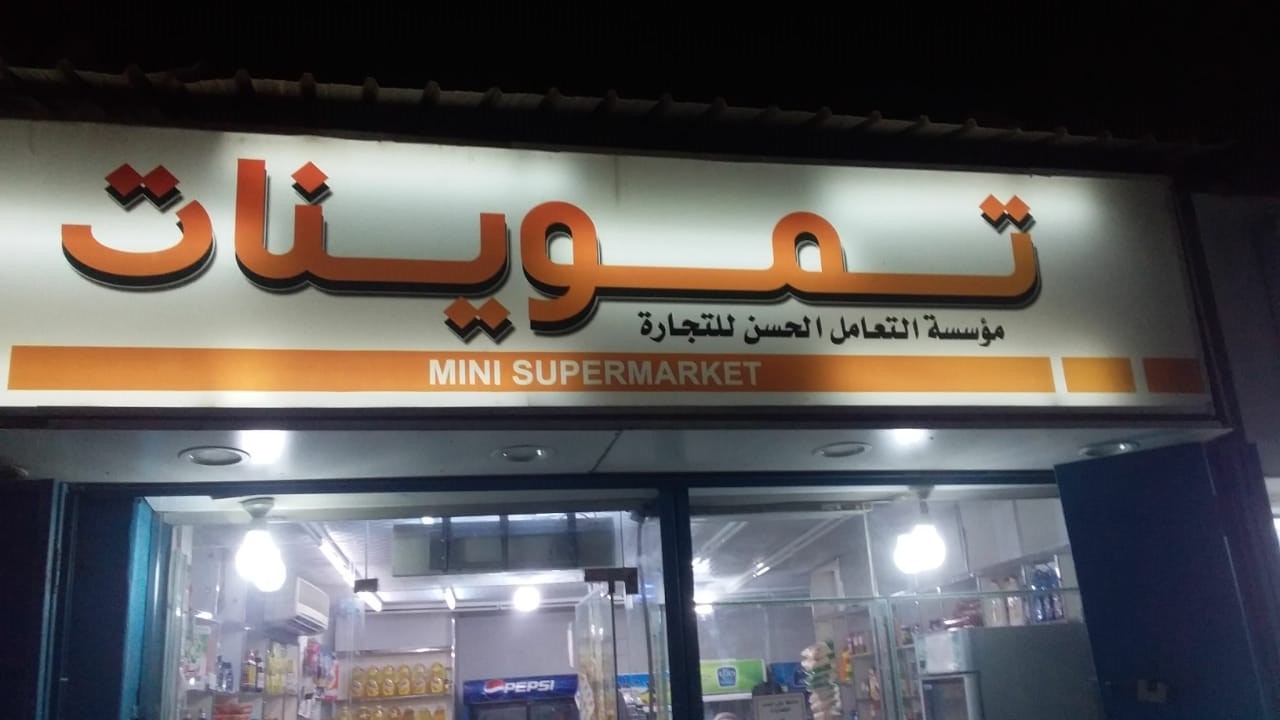 تموينات
مؤسسة التعامل الحسن للتجارة
MINI SUPERMARKET
PEPSI